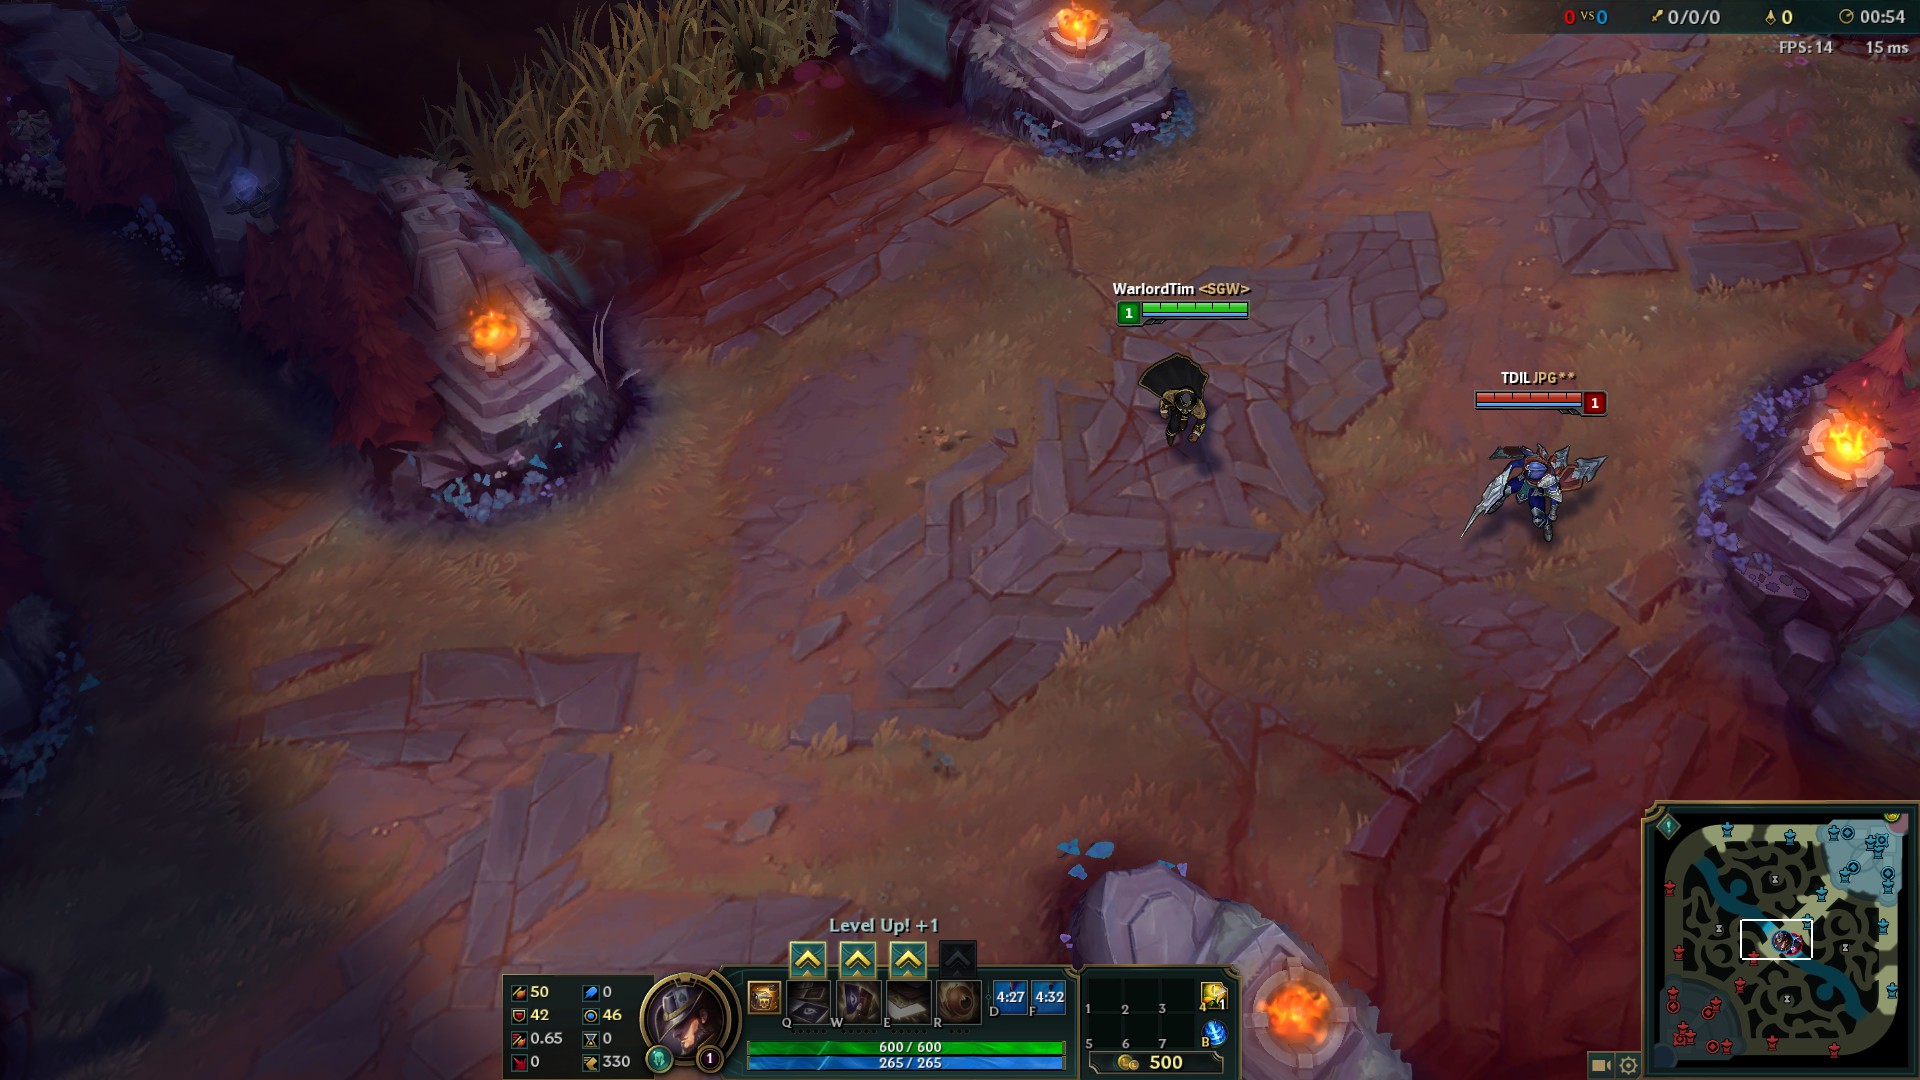 0 VS 0 0/0/0 0 00:54
FPS: 14 15 ms
WarlordTim <SGW>
1
TDIL JPG**
1
Level Up! +1
50 0
42 46
0.65 0
0 330
1
Q W E R
4:27 4:32
D F
600 / 600
265 / 265
1 2 3 4 1
5 6 7 B
500